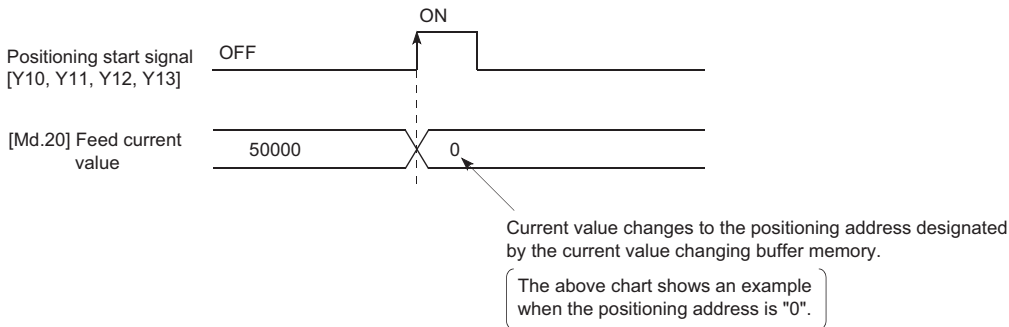 ON
Positioning start signal
[Y10, Y11, Y12, Y13]
OFF
[Md.20] Feed current
value
50000
0
Current value changes to the positioning address designated
by the current value changing buffer memory.
The above chart shows an example
when the positioning address is "0".